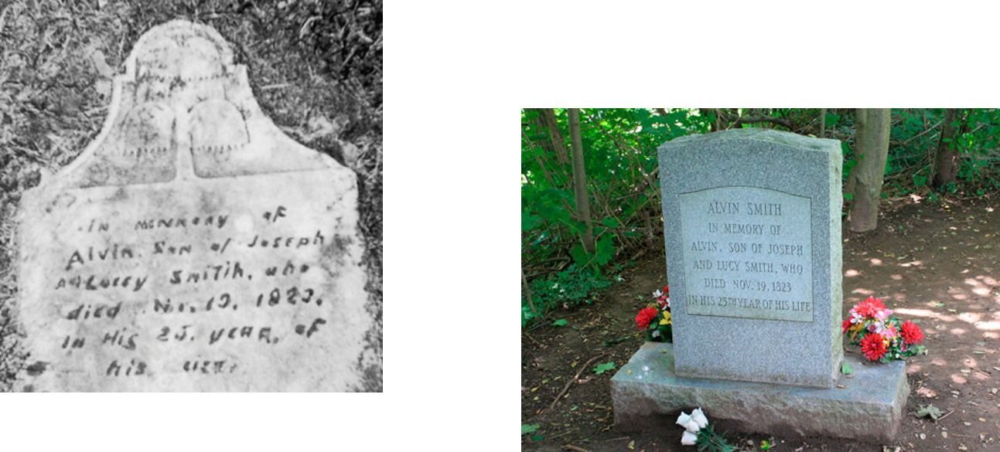 In memory of
Alvin, Son of Joseph
& Lucey Smith, who
died Nov. 19, 1823,
in His 25. year, of
his life.
ALVIN SMITH
IN MEMORY OF
ALVIN, SON OF JOSEPH
AND LUCY SMITH, WHO
DIED NOV. 19, 1823
IN HIS 25TH YEAR OF HIS LIFE